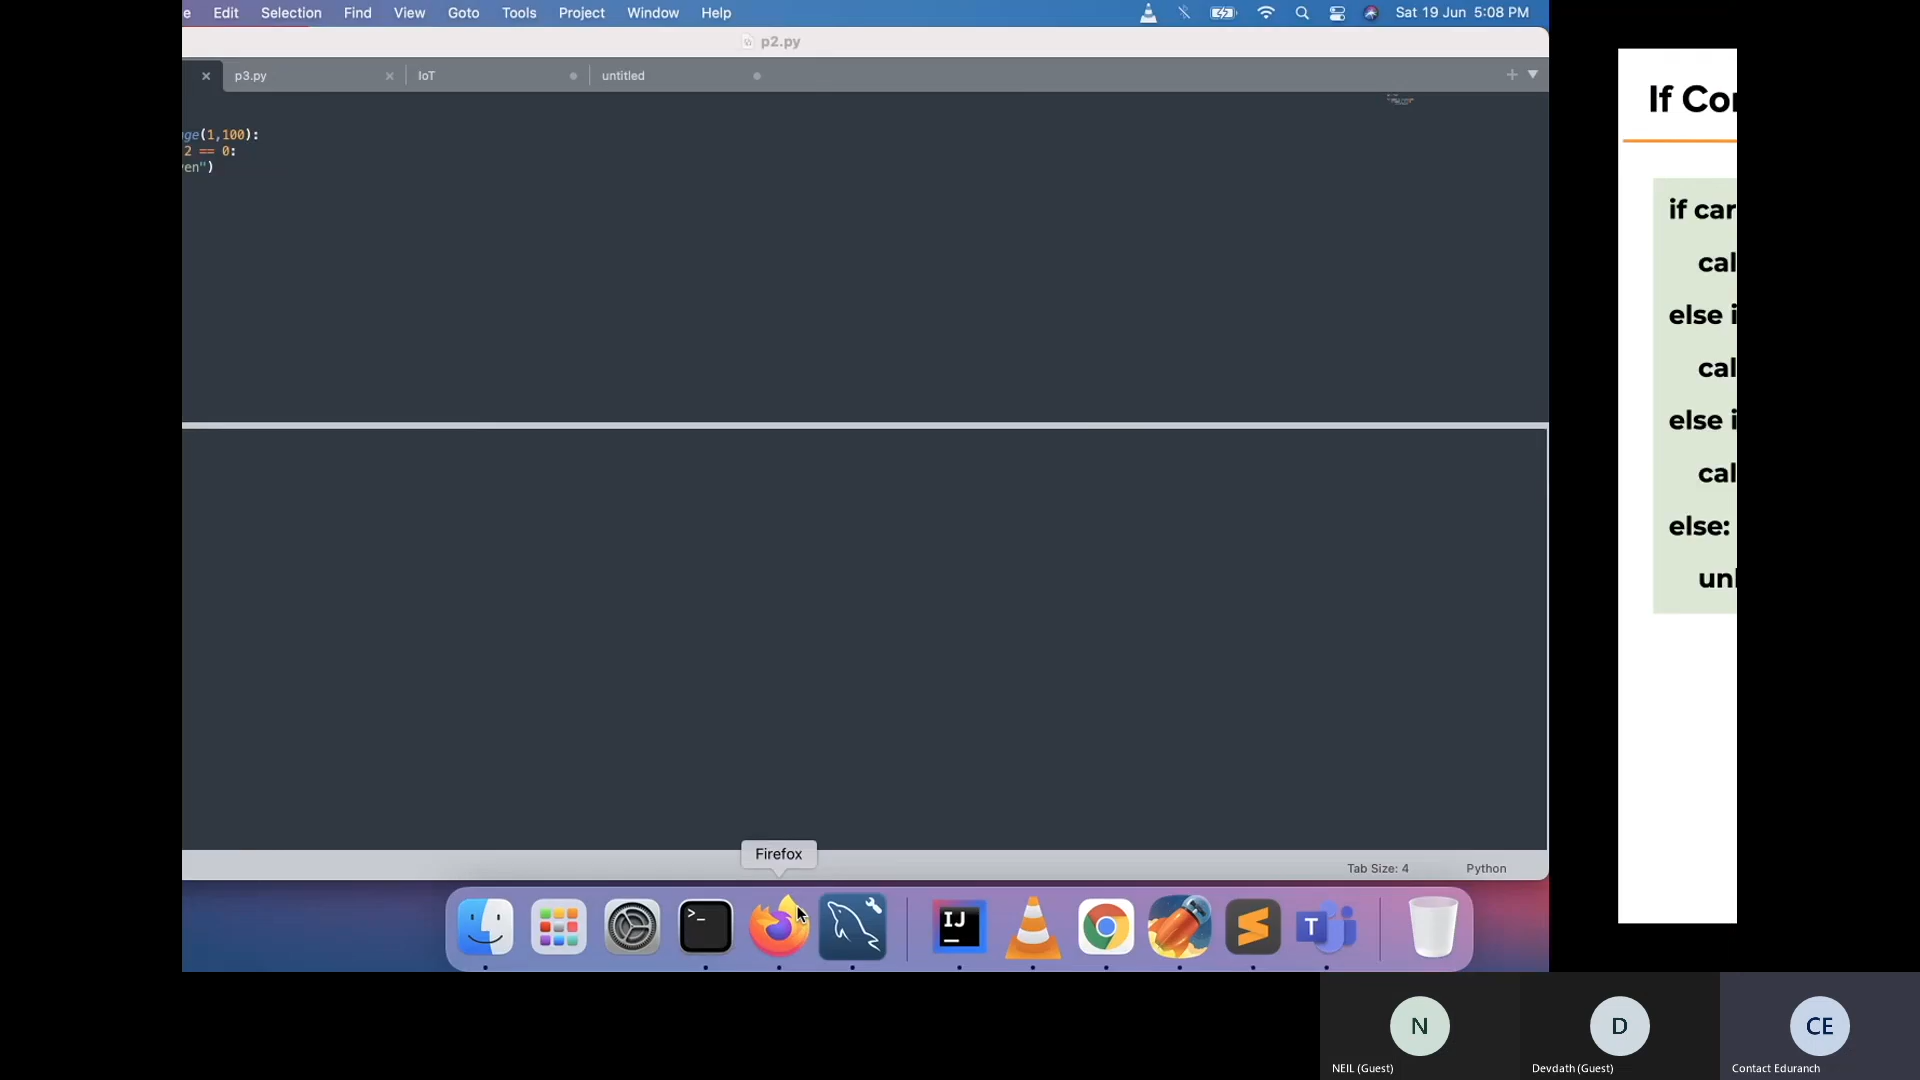 e Edit Selection Find View Goto Tools Project Window Help Sat 19 Jun 5:08 PM
p2.py
p3.py IoT untitled
ge(1,100):
2 == 0:
en")
If Co
if car
cal
else i
cal
else i
cal
else:
un
Firefox
Tab Size: 4 Python
>_
IJ
T
N D CE
NEIL (Guest) Devdath (Guest) Contact Eduranch